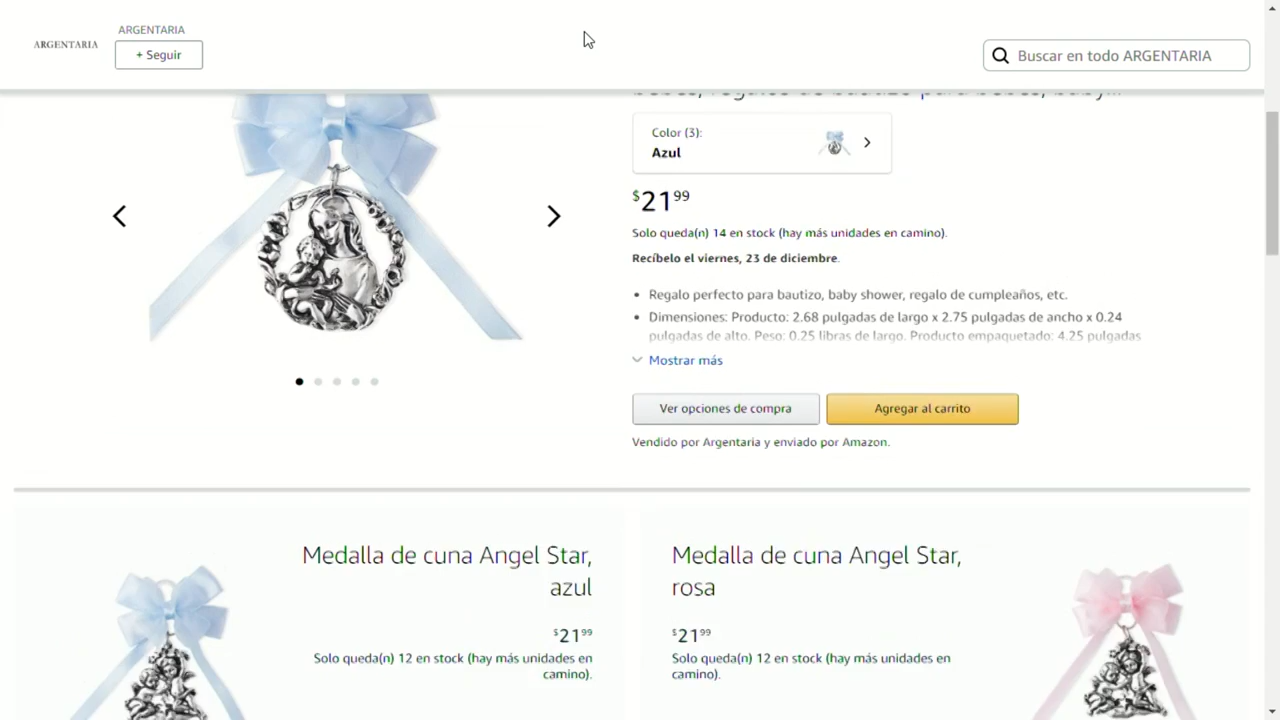 ARGENTARIA
ARGENTARIA
+ Seguir
Buscar en todo ARGENTARIA
Color (3):
Azul
$21.99
Solo queda(n) 14 en stock (hay más unidades en camino).
Recíbelo el viernes, 23 de diciembre.
• Regalo perfecto para bautizo, baby shower, regalo de cumpleaños, etc.
• Dimensiones: Producto: 2.68 pulgadas de largo x 2.75 pulgadas de ancho x 0.24
pulgadas de alto. Peso: 0.25 libras de largo. Producto empaquetado: 4.25 pulgadas
Mostrar más
Ver opciones de compra
Agregar al carrito
Vendido por Argentaria y enviado por Amazon.
Medalla de cuna Angel Star,
azul
$21.99
Solo queda(n) 12 en stock (hay más unidades en
camino).
Medalla de cuna Angel Star,
rosa
$21.99
Solo queda(n) 12 en stock (hay más unidades en
camino).